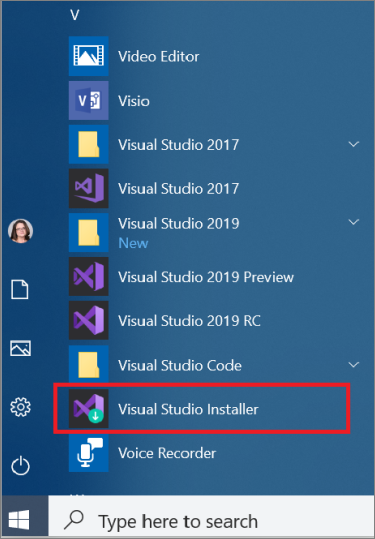 V
Video Editor
Visio
Visual Studio 2017
Visual Studio 2017
Visual Studio 2019
New
Visual Studio 2019 Preview
Visual Studio 2019 RC
Visual Studio Code
Visual Studio Installer
Voice Recorder
Type here to search